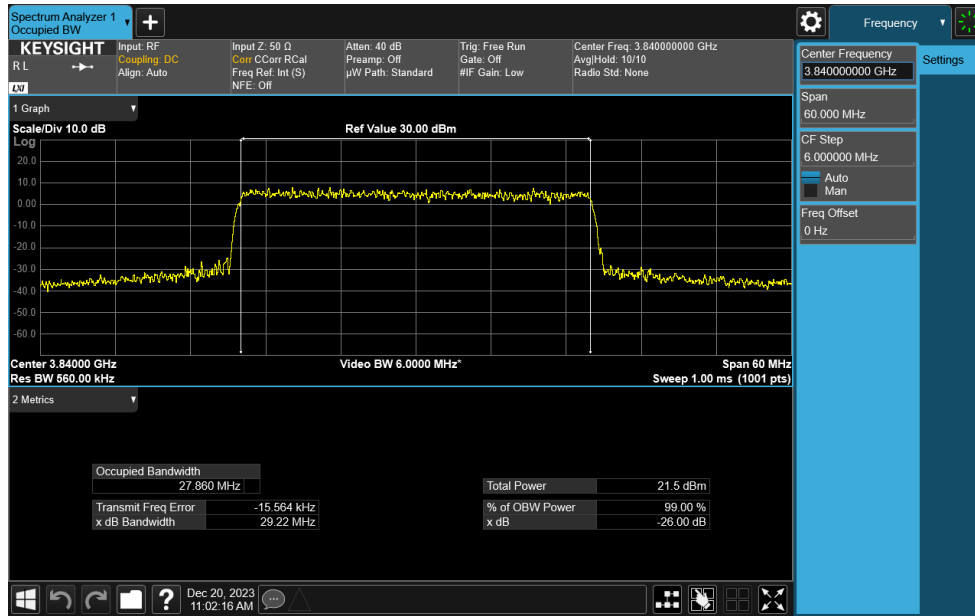 Spectrum Analyzer 1
Occupied BW
Frequency
KEYSIGHT
R L
LXI
Input: RF
Coupling: DC
Align: Auto
Input Z: 50 Ω
Corr CCorr RCal
Freq Ref: Int (S)
NFE: Off
Atten: 40 dB
Preamp: Off
µW Path: Standard
Trig: Free Run
Gate: Off
#IF Gain: Low
Center Freq: 3.840000000 GHz
Avg|Hold: 10/10
Radio Std: None
Center Frequency
3.840000000 GHz
Settings
Span
60.000 MHz
CF Step
6.000000 MHz
Auto
Man
Freq Offset
0 Hz
1 Graph
Scale/Div 10.0 dB
Ref Value 30.00 dBm
Log
20.0
10.0
0.00
-10.0
-20.0
-30.0
-40.0
-50.0
-60.0
Center 3.84000 GHz
Video BW 6.0000 MHz*
Span 60 MHz
Res BW 560.00 kHz
Sweep 1.00 ms (1001 pts)
2 Metrics
Occupied Bandwidth
27.860 MHz
Total Power 21.5 dBm
Transmit Freq Error -15.564 kHz
% of OBW Power 99.00 %
x dB Bandwidth 29.22 MHz
x dB -26.00 dB
?
Dec 20, 2023
11:02:16 AM